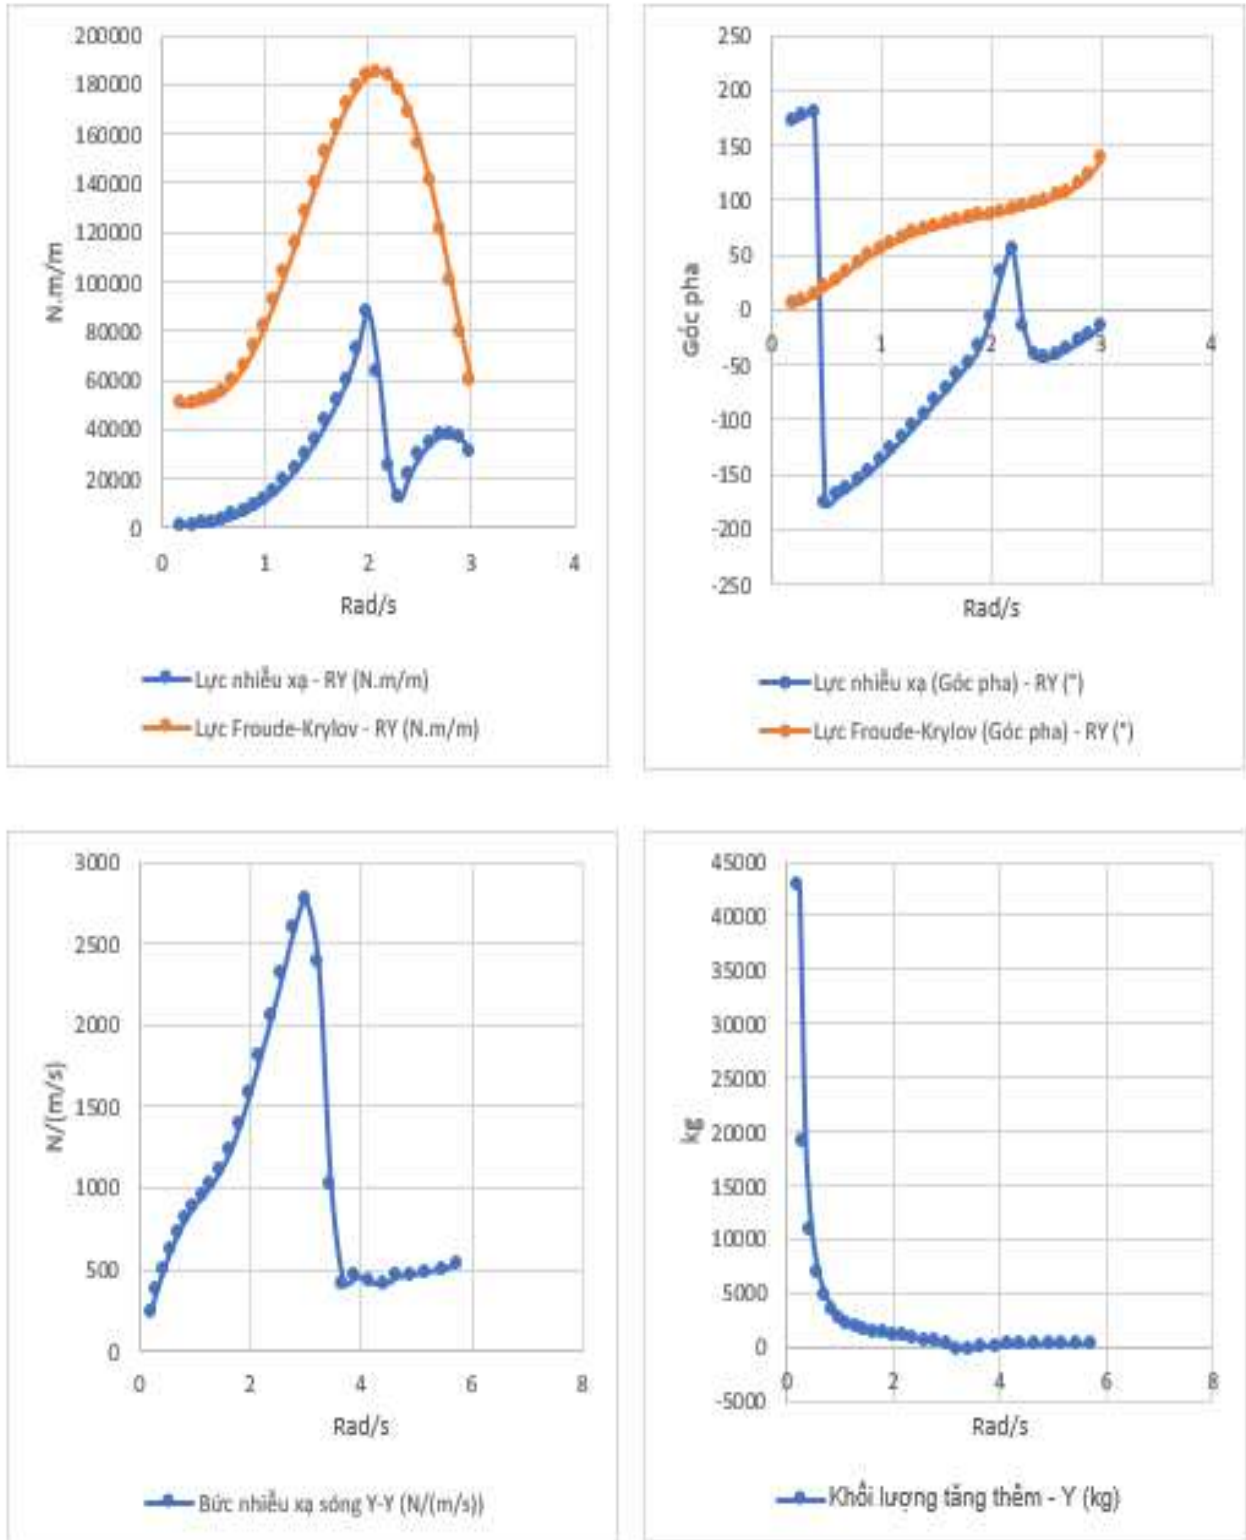 200000
180000
160000
140000
120000
100000
80000
60000
40000
20000
0
N.m/m
0 1 2 3 4
Rad/s
Lực nhiễu xạ - RY (N.m/m)
Lực Froude-Krylov - RY (N.m/m)
250
200
150
100
50
0
-50
-100
-150
-200
-250
Góc pha
0 1 2 3 4
Rad/s
Lực nhiễu xạ (Góc pha) - RY (°)
Lực Froude-Krylov (Góc pha) - RY (°)
3000
2500
2000
1500
1000
500
0
N/(m/s)
0 2 4 6 8
Rad/s
Bức nhiễu xạ sóng Y-Y (N/(m/s))
45000
40000
35000
30000
25000
20000
15000
10000
5000
0
-5000
kg
0 2 4 6 8
Rad/s
Khối lượng tăng thêm - Y (kg)